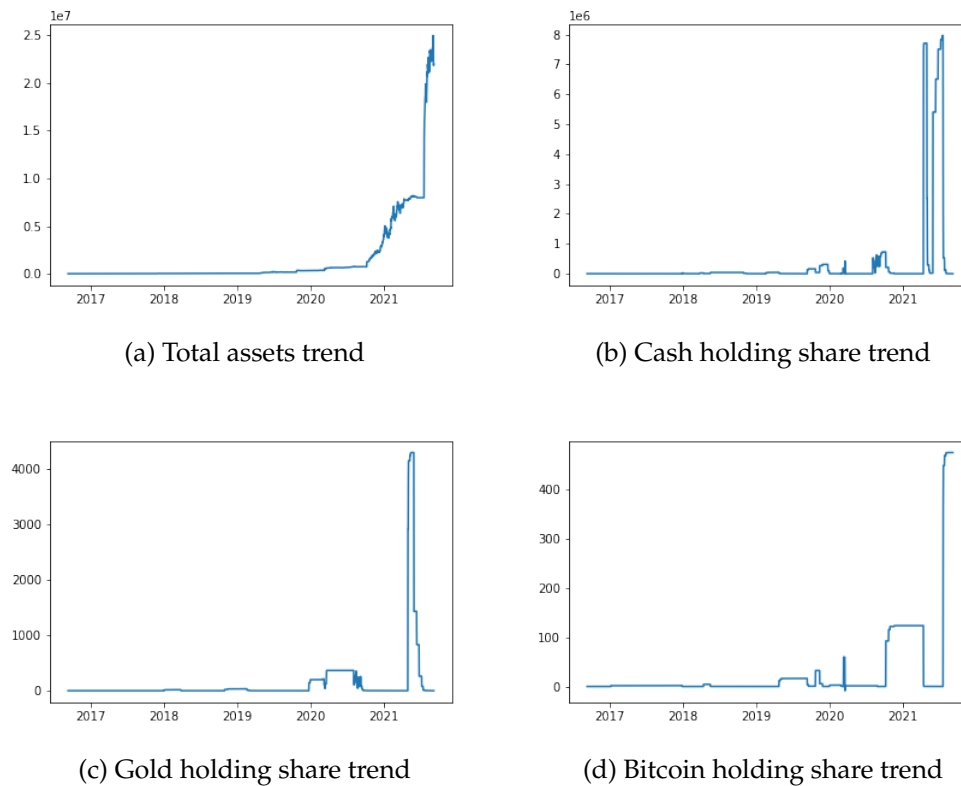 1e7
2.5
2.0
1.5
1.0
0.5
0.0
2017 2018 2019 2020 2021
(a) Total assets trend
1e6
8
7
6
5
4
3
2
1
0
2017 2018 2019 2020 2021
(b) Cash holding share trend
4000
3000
2000
1000
0
2017 2018 2019 2020 2021
(c) Gold holding share trend
400
300
200
100
0
2017 2018 2019 2020 2021
(d) Bitcoin holding share trend